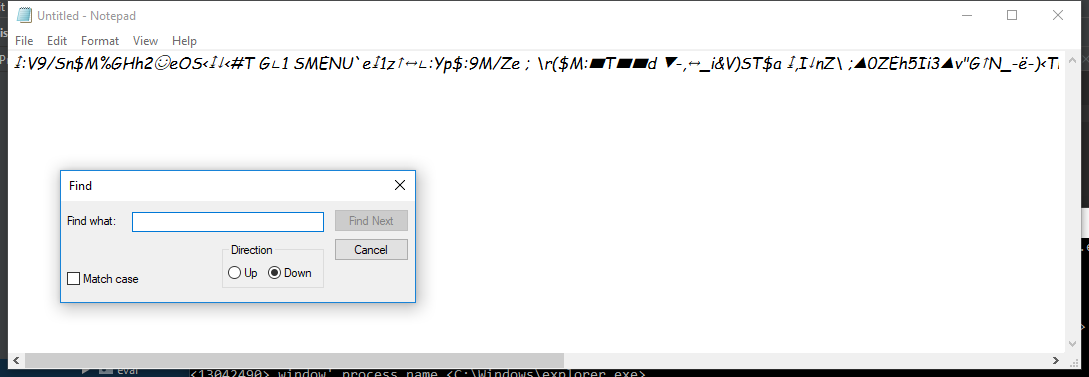 Untitled - Notepad
File Edit Format View Help
I:V9/Sn$M%GHh2☺eOS<I↓<#T G∟1 SMENU`eI1z↑↔∟:Yp$:9M/Ze ; \r($M:■T■■d ▼-,↔_i&V)ST$a I,I↓nZ\ ;▲0ZEh5Ii3▲v"G↑N_-ë-)<T
Find
Find what:
Find Next
Direction
Cancel
Up Down
Match case
eval
<13042490> window' process name <C:\Windows\explorer.exe>